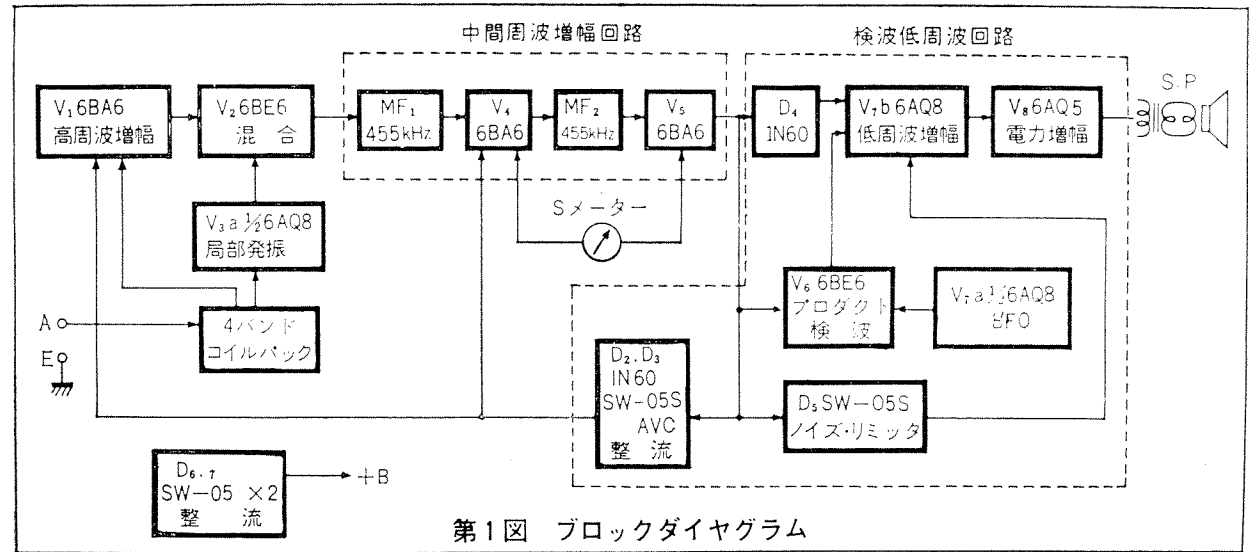 中間周波増幅回路
検波低周波回路
V₁ 6BA6
高周波増幅
V₂ 6BE6
混 合
MF₁
455kHz
V₄
6BA6
MF₂
455kHz
V₅
6BA6
D₄
1N60
V₇b 6AQ8
低周波増幅
V₈ 6AQ5
電力増幅
S.P
V₃a ½6AQ8
局部発振
Sメーター
A
4バンド
コイルパック
E
V₆ 6BE6
プロダクト
検 波
V₇a ½6AQ8
BFO
D₂.D₃
1N60
SW-05S
AVC
整 流
D₅ SW-05S
ノイズ・リミッタ
D₆.₇
SW-05 ×2
整 流
+B
第1図 ブロックダイヤグラム